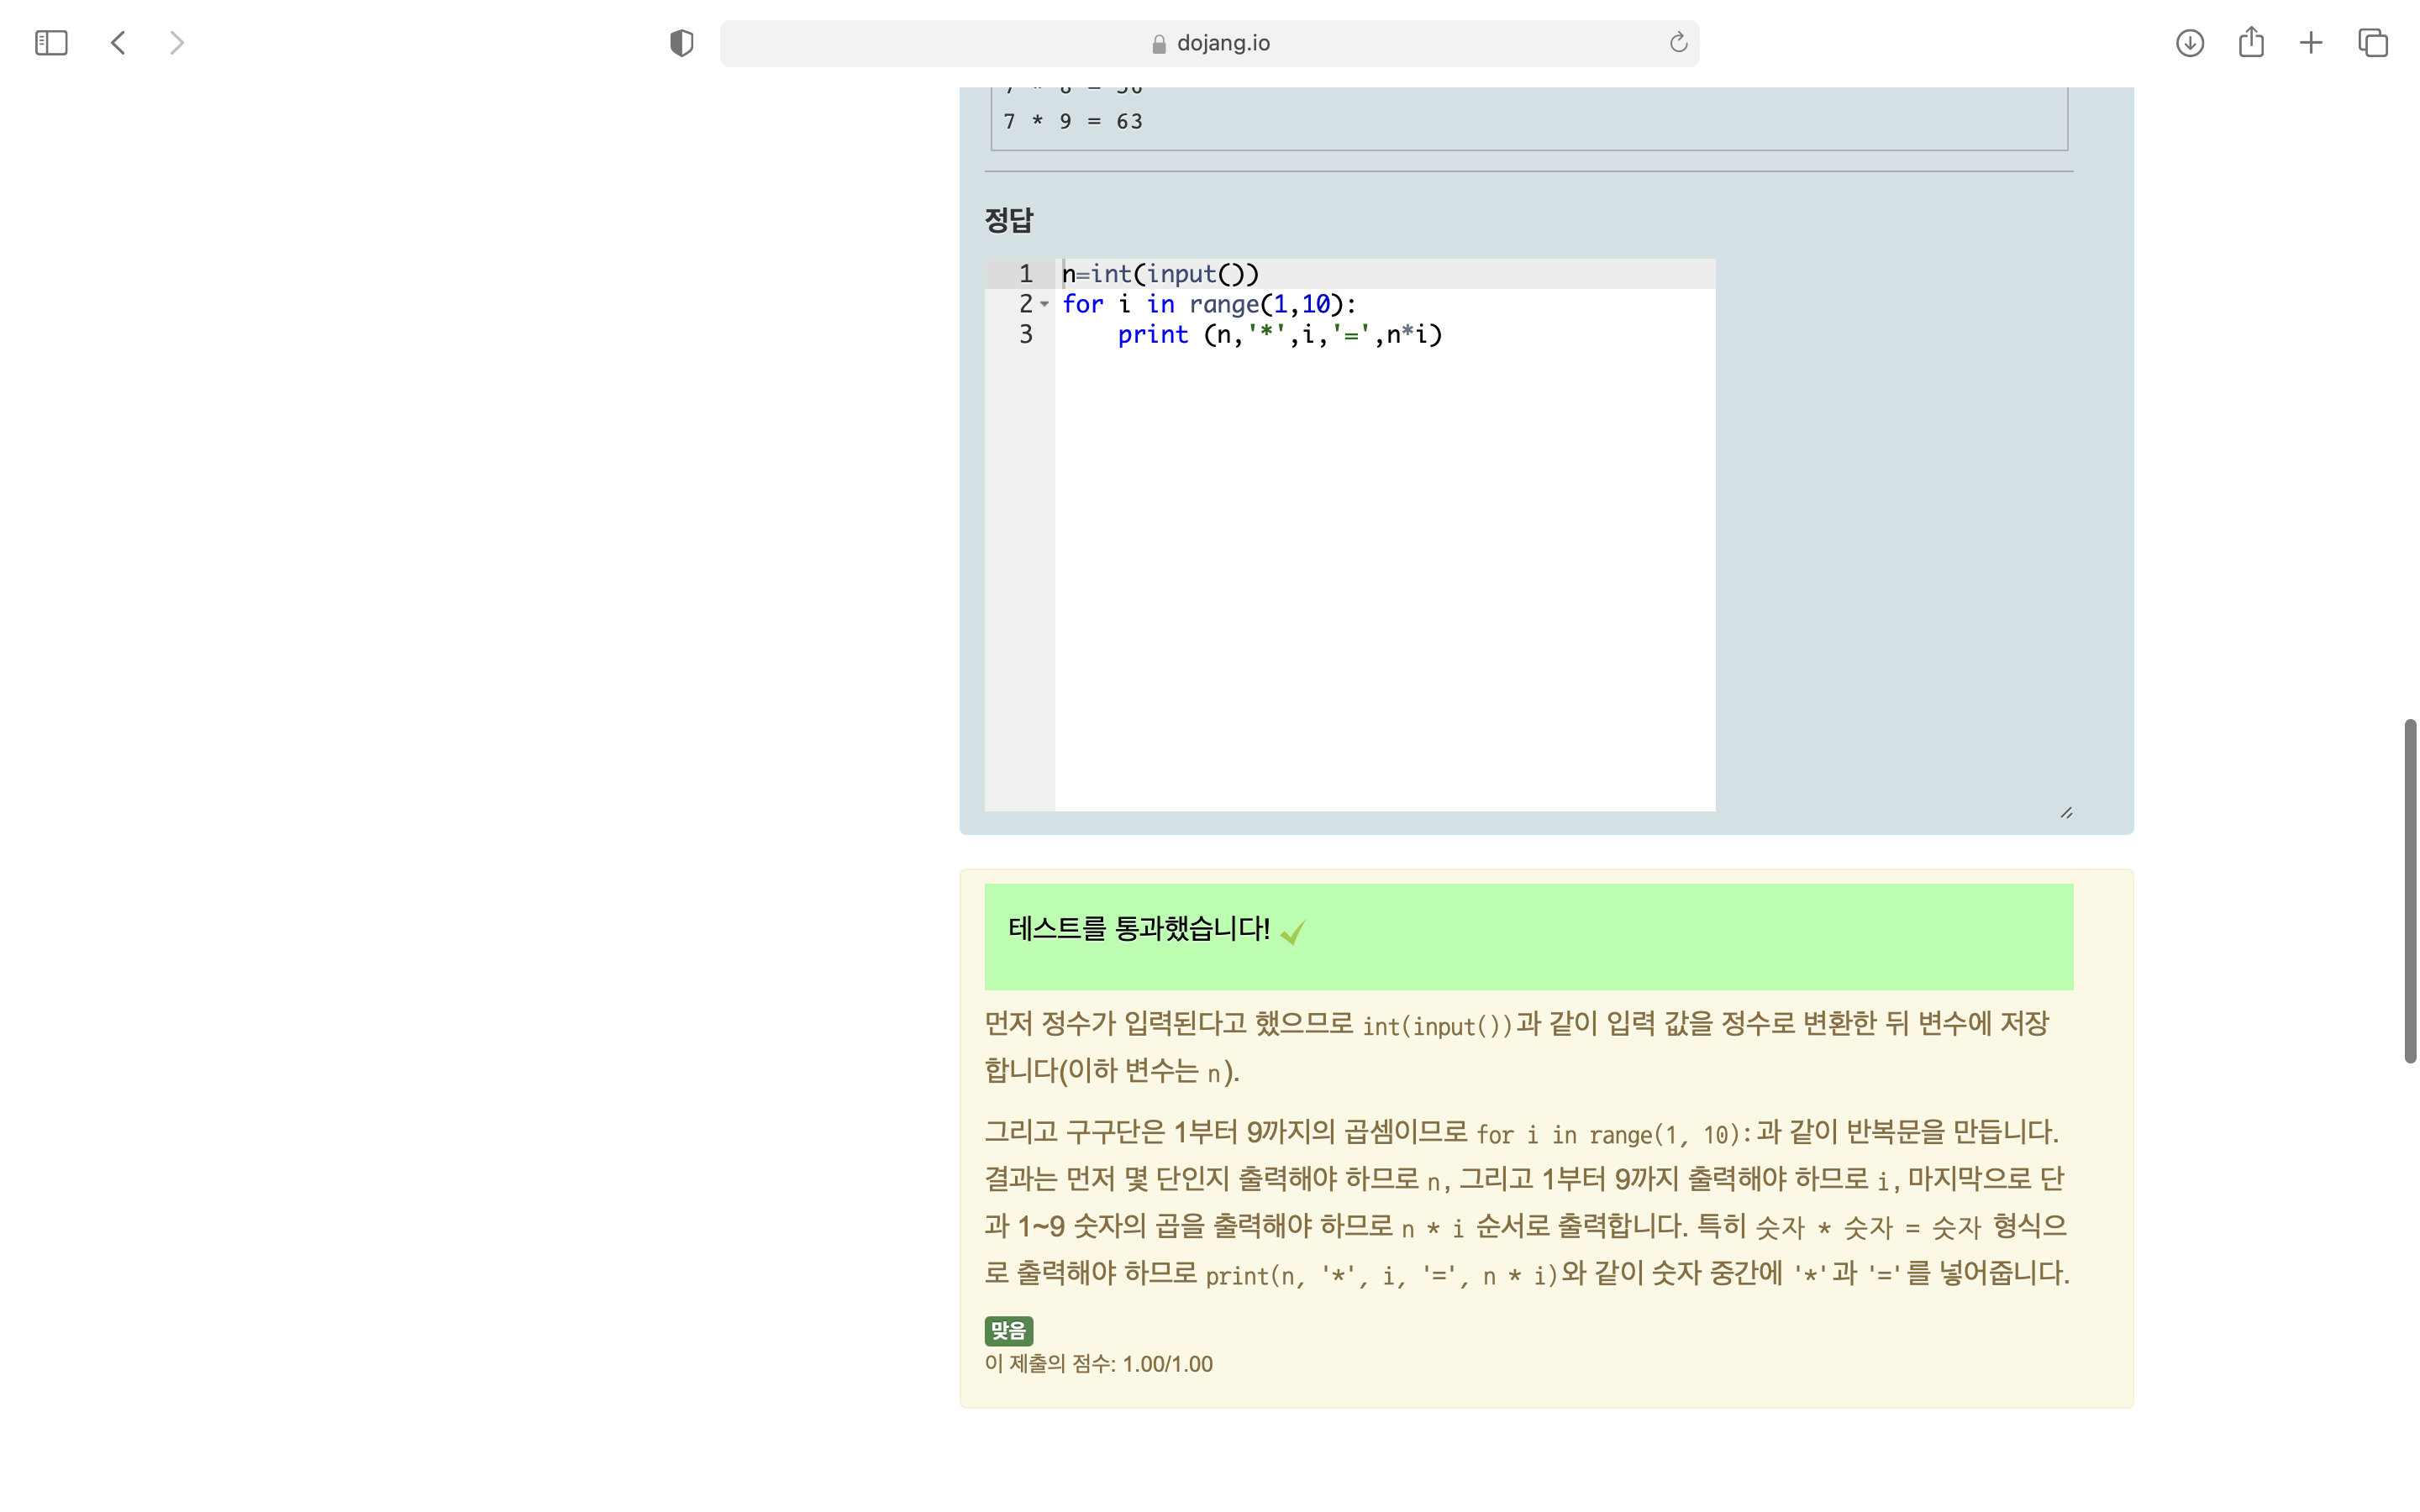 dojang.io
7 * 8 = 56
7 * 9 = 63
정답
1 n=int(input())
2 for i in range(1,10):
3     print (n,'*',i,'=',n*i)
테스트를 통과했습니다!
먼저 정수가 입력된다고 했으므로 int(input())과 같이 입력 값을 정수로 변환한 뒤 변수에 저장
합니다(이하 변수는 n).
그리고 구구단은 1부터 9까지의 곱셈이므로 for i in range(1, 10):과 같이 반복문을 만듭니다.
결과는 먼저 몇 단인지 출력해야 하므로 n, 그리고 1부터 9까지 출력해야 하므로 i, 마지막으로 단
과 1~9 숫자의 곱을 출력해야 하므로 n * i 순서로 출력합니다. 특히 숫자 * 숫자 = 숫자 형식으
로 출력해야 하므로 print(n, '*', i, '=', n * i)와 같이 숫자 중간에 '*'과 '='를 넣어줍니다.
맞음
이 제출의 점수: 1.00/1.00